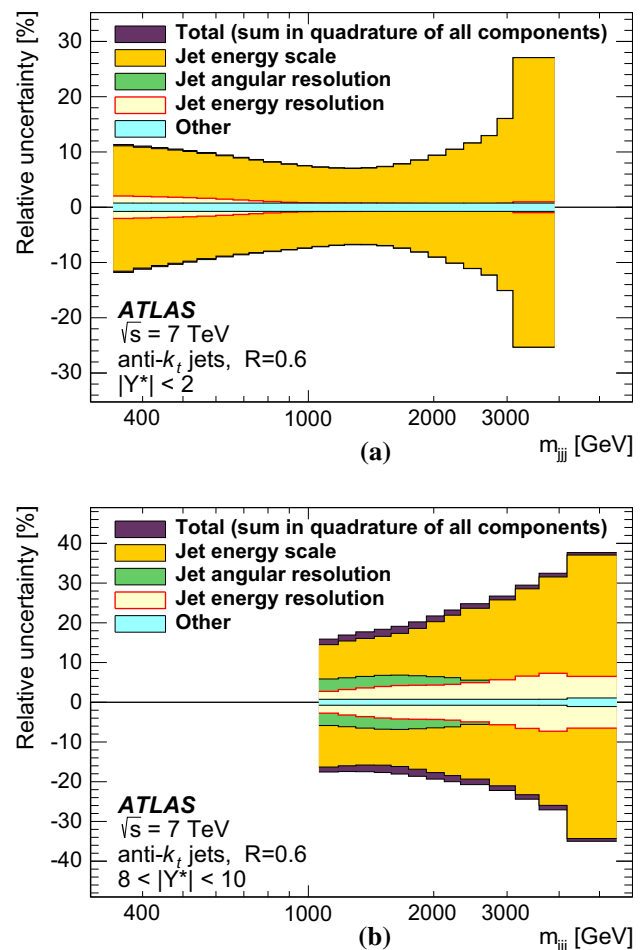 Relative uncertainty [%]
30
20
10
0
-10
-20
-30
Total (sum in quadrature of all components)
Jet energy scale
Jet angular resolution
Jet energy resolution
Other
ATLAS
√s = 7 TeV
anti-kt jets, R=0.6
|Y*| < 2
400 1000 2000 3000
mjjj [GeV]
(a)
Relative uncertainty [%]
40
30
20
10
0
-10
-20
-30
-40
Total (sum in quadrature of all components)
Jet energy scale
Jet angular resolution
Jet energy resolution
Other
ATLAS
√s = 7 TeV
anti-kt jets, R=0.6
8 < |Y*| < 10
400 1000 2000 3000
mjjj [GeV]
(b)